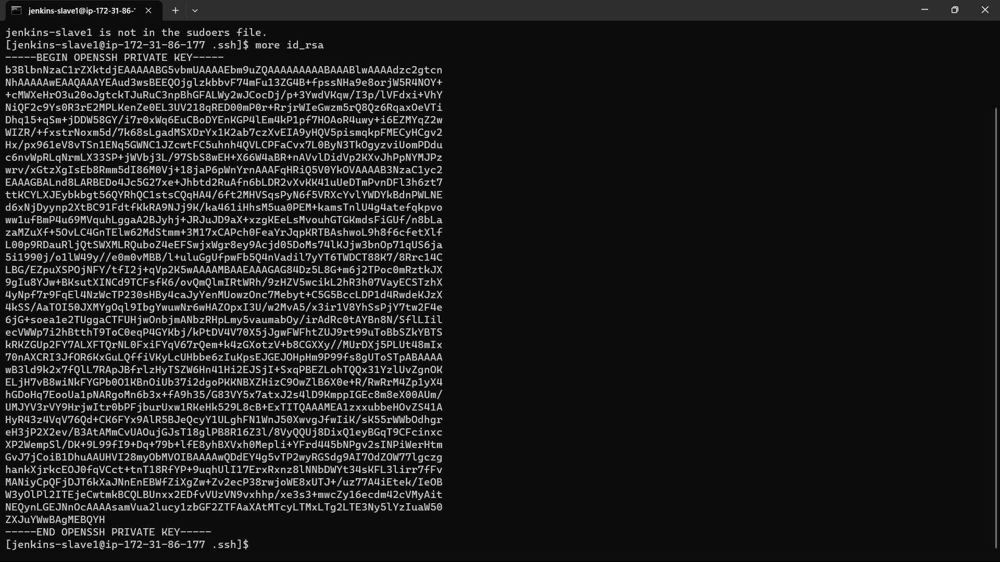 jenkins-slave1@ip-172-31-86-1
jenkins-slave1 is not in the sudoers file.
[jenkins-slave1@ip-172-31-86-177 .ssh]$ more id_rsa
-----BEGIN OPENSSH PRIVATE KEY-----
b3BlbnNzaC1rZXktdjEAAAAABG5vbmUAAAAEbm9uZQAAAAAAAAABAAABlwAAAAdzc2gtcn
NhAAAAAwEAAQAAAYEAud3wsBEEQOjglzkbbvF74mFu13ZG4B+fpssNHa9e8orjW5R4NOY+
+cMWXeHrO3u20oJgtckTJuRuC3npBhGFALWy2wJCocDj/p+3YwdVKqw/I3p/lVFdxi+VhY
NiQF2c9Ys0R3rE2MPLKenZe0EL3UV218qRED00mP0r+RrjrWIeGwzm5rQ8Qz6RqaxOeVTi
Dhq15+qSm+jDDW58GY/i7r0xWq6EuCBoDYEnKGP4lEm4kP1pf7HOAoR4uwy+i6EZMYqZ2w
WIZR/+fxstrNoxm5d/7k68sLgadMSXDrYx1K2ab7czXvEIA9yHQV5pismqkpFMECyHCgv2
Hx/px961eV8vTSn1ENq5GWNC1JZcwtFC5uhnh4QVLCPFaCvx7L0ByN3TkOgyzviUomPDdu
c6nvWpRLqNrmLX33SP+jWVbj3L/97SbS8wEH+X66W4aBR+nAVvlDidVp2KXvJhPpNYMJPz
wrv/xGtzXgIsEb8Rmm5dI86M0Vj+18jaP6pWnYrnAAAFqHRiQ5V0YkOVAAAAB3NzaC1yc2
EAAAGBALnd8LARBEDo4Jc5G27xe+Jhbtd2RuAfn6bLDR2vXvKK41uUeDTmPvnDFl3h6zt7
ttKCYLXJEybkbgt56QYRhQC1stsCQqHA4/6ft2MHVSqsPyN6f5VRXcYvlYWDYkBdnPWLNE
d6xNjDyynp2XtBC91FdtfKkRA9NJj9K/ka461iHhsM5ua0PEM+kamsTnlU4g4atefqkpvo
ww1ufBmP4u69MVquhLggaA2BJyhj+JRJuJD9aX+xzgKEeLsMvouhGTGKmdsFiGUf/n8bLa
zaMZuXf+5OvLC4GnTElw62MdStmm+3M17xCAPch0FeaYrJqpKRTBAshwoL9h8f6cfetXlf
L00p9RDauRljQtSWXMLRQuboZ4eEFSwjxWgr8ey9Acjd05DoMs74lKJjw3bnOp71qUS6ja
5i1990j/o1lW49y//e0m0vMBB/l+uluGgUfpwFb5Q4nVadil7yYT6TWDCT88K7/8Rrc14C
LBG/EZpuXSPOjNFY/tfI2j+qVp2K5wAAAAMBAAEAAAGAG84Dz5L8G+m6j2TPoc0mRztkJX
9gIu8YJw+BKsutXINCd9TCFsfK6/ovQmQlmIRtWRh/9zHZV5wcikL2hR3h07VayECSTzhX
4yNpf7r9FqEl4NzWcTP230sHBy4caJyYenMUowzOnc7Mebyt+C5G5BccLDP1d4RwdeKJzX
4kSS/AaTOI50JXMYgOql9IbgYwuwNr6wHAZOpxI3U/w2MvA5/x3ir1V8YhSsPjY7tw2F4e
6jG+soea1e2TUggaCTFUHjwOnbjmANbzRHpLmy5vaumabOy/irAdRc0tAYBn8N/SflLIil
ecVWWp7i2hBtthT9ToC0eqP4GYKbj/kPtDV4V70X5jJgwFWFhtZUJ9rt99uToBbSZkYBTS
kRKZGUp2FY7ALXFTQrNL0FxiFYqV67rQem+k4zGXotzV+b8CGXXy//MUrDXj5PLUt48mIx
70nAXCRI3JfOR6KxGuLQffiVKyLcUHbbe6zIuKpsEJGEJOHpHm9P99fs8gUToSTpABAAAA
wB3ld9k2x7fQlL7RApJBfrlzHyTSZW6Hn41Hi2EJSjI+SxqPBEZLohTQQx31YzlUvZgnOK
ELjH7vB8wiNkFYGPb0O1KBnOiUb37i2dgoPKKNBXZHizC9OwZlB6X0e+R/RwRrM4Zp1yX4
hGDoHq7EooUa1pNARgoMn6b3x+fA9h35/G83VY5x7atxJ2s4lD9KmppIGEc8m8eX00AUm/
UMJYV3rVY9HrjwItr0bPFjburUxw1RKeHk529L8cB+ExTITQAAAMEA1zxxubbeHOvZS41A
HyR43z4VqV76Qd+CK6FYx9AlR5BJeQcyY1ULghFN1WnJ50XwvgJfwIiK/sK55rWWbOdhgr
eH3jP2X2ev/B3AtAMmCvUAOujGJsT18glPB8R16Z3l/8VyQQUj8DixQ1eyBGqT9CFcinxc
XP2WempSl/DK+9L99fI9+Dq+79b+lfE8yhBXVxh0Mepli+YFrd445bNPgv2sINPiWerHtm
GvJ7jCoiB1DhuAAUHVI28myObMVOIBAAAAwQDdEY4g5vTP2wyRGSdg9AI7OdZOW77lgczg
hankXjrkcEOJ0fqVCct+tnT18RfYP+9uqhUlI17ErxRxnz8lNNbDWYt34sKFL3lirr7fFv
MANiyCpQFjDJT6kXaJNnEnEBWfZiXgZw+Zv2ecP38rwjoWE8xUTJ+/uz77A4iEtek/IeOB
W3yOlPl2ITEjeCwtmkBCQLBUnxx2EDfvVUzVN9vxhhp/xe3s3+mwcZy16ecdm42cVMyAit
NEQynLGEJNnOcAAAAsamVua2lucy1zbGF2ZTFAaXAtMTcyLTMxLTg2LTE3Ny5lYzIuaW50
ZXJuYWwBAgMEBQYH
-----END OPENSSH PRIVATE KEY-----
[jenkins-slave1@ip-172-31-86-177 .ssh]$